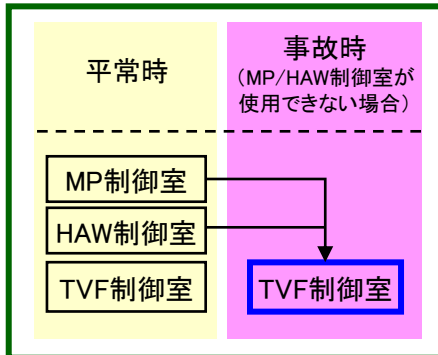 平常時
事故時
（MP/HAW制御室が
使用できない場合）
MP制御室
HAW制御室
TVF制御室
TVF制御室